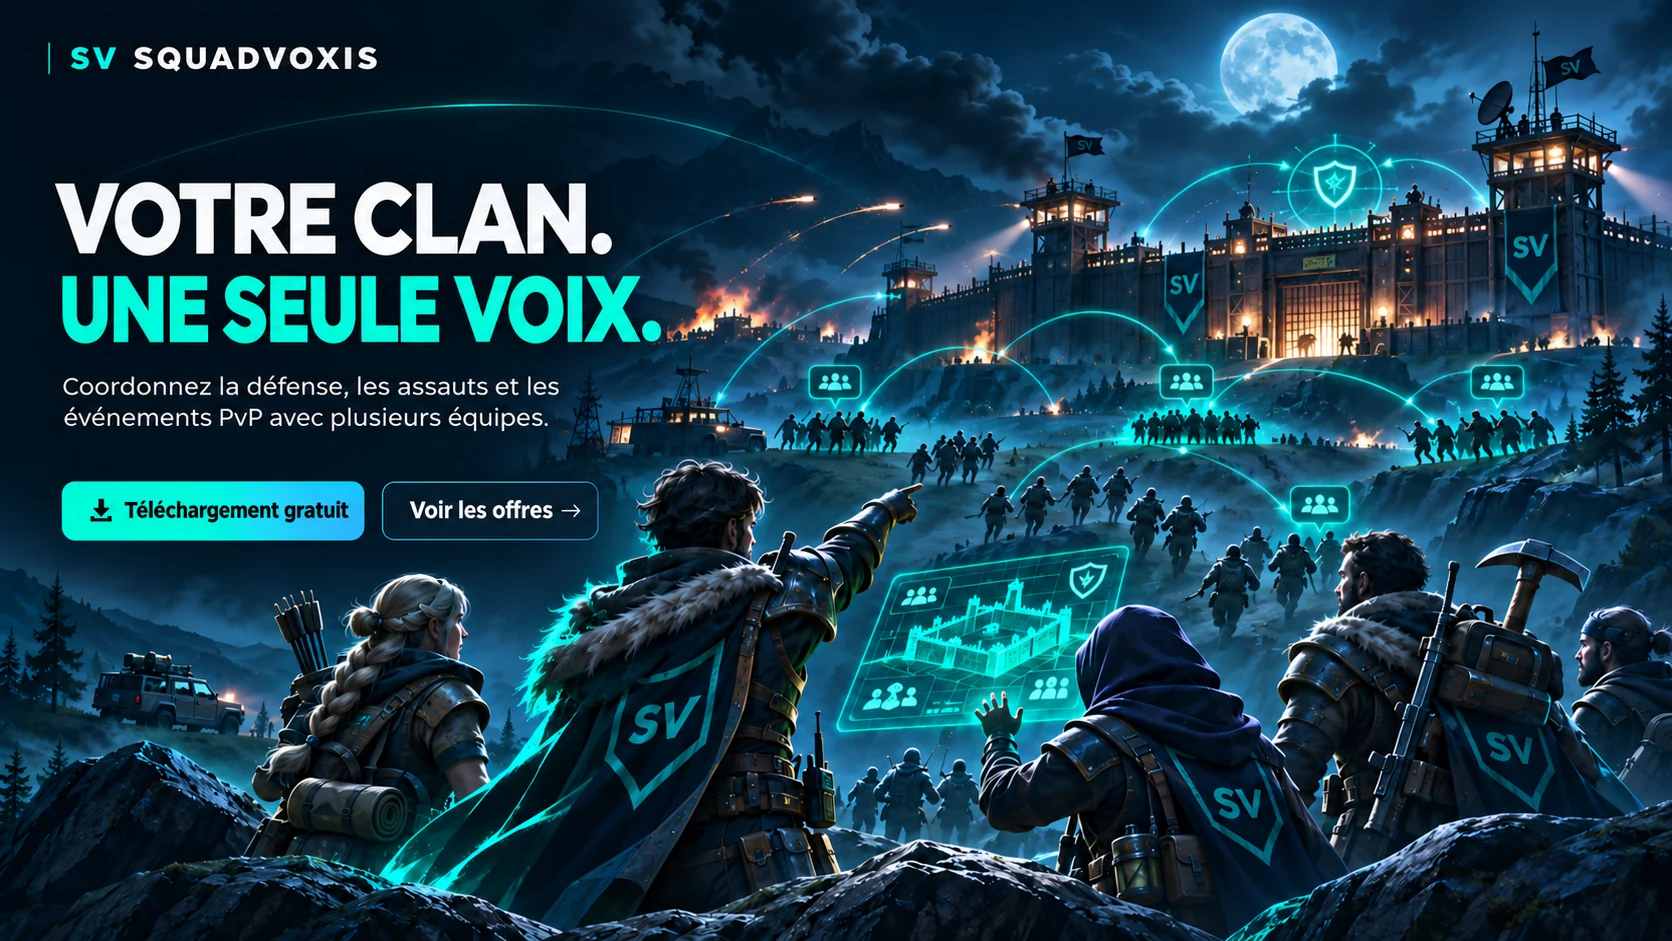 SV SQUADVOXIS
VOTRE CLAN.
UNE SEULE VOIX.
Coordonnez la défense, les assauts et les
événements PvP avec plusieurs équipes.
Téléchargement gratuit
Voir les offres →
SV
SV
SV
SV
SV
SV
SV